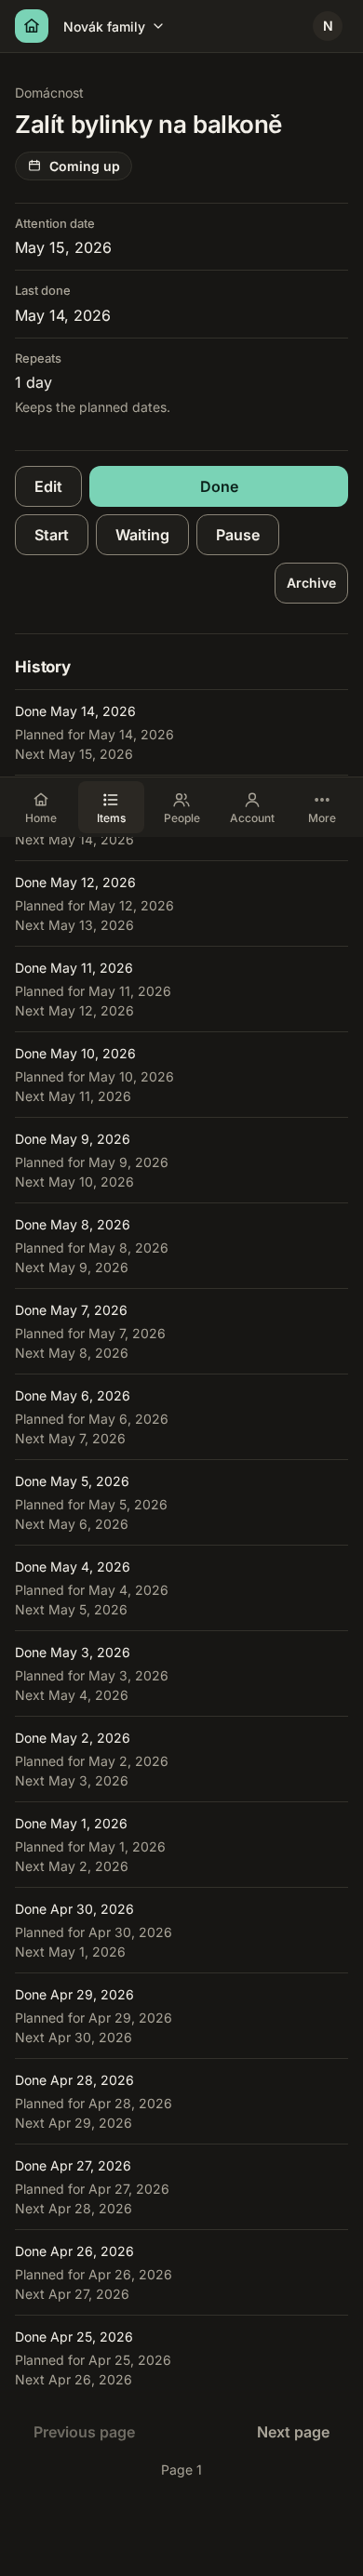 Novák family
N
Domácnost
Zalít bylinky na balkoně
Coming up
Attention date
May 15, 2026
Last done
May 14, 2026
Repeats
1 day
Keeps the planned dates.
Edit
Done
Start
Waiting
Pause
Archive
History
Done May 14, 2026
Planned for May 14, 2026
Next May 15, 2026
Home
Items
People
Account
More
Next May 14, 2026
Done May 12, 2026
Planned for May 12, 2026
Next May 13, 2026
Done May 11, 2026
Planned for May 11, 2026
Next May 12, 2026
Done May 10, 2026
Planned for May 10, 2026
Next May 11, 2026
Done May 9, 2026
Planned for May 9, 2026
Next May 10, 2026
Done May 8, 2026
Planned for May 8, 2026
Next May 9, 2026
Done May 7, 2026
Planned for May 7, 2026
Next May 8, 2026
Done May 6, 2026
Planned for May 6, 2026
Next May 7, 2026
Done May 5, 2026
Planned for May 5, 2026
Next May 6, 2026
Done May 4, 2026
Planned for May 4, 2026
Next May 5, 2026
Done May 3, 2026
Planned for May 3, 2026
Next May 4, 2026
Done May 2, 2026
Planned for May 2, 2026
Next May 3, 2026
Done May 1, 2026
Planned for May 1, 2026
Next May 2, 2026
Done Apr 30, 2026
Planned for Apr 30, 2026
Next May 1, 2026
Done Apr 29, 2026
Planned for Apr 29, 2026
Next Apr 30, 2026
Done Apr 28, 2026
Planned for Apr 28, 2026
Next Apr 29, 2026
Done Apr 27, 2026
Planned for Apr 27, 2026
Next Apr 28, 2026
Done Apr 26, 2026
Planned for Apr 26, 2026
Next Apr 27, 2026
Done Apr 25, 2026
Planned for Apr 25, 2026
Next Apr 26, 2026
Previous page
Next page
Page 1